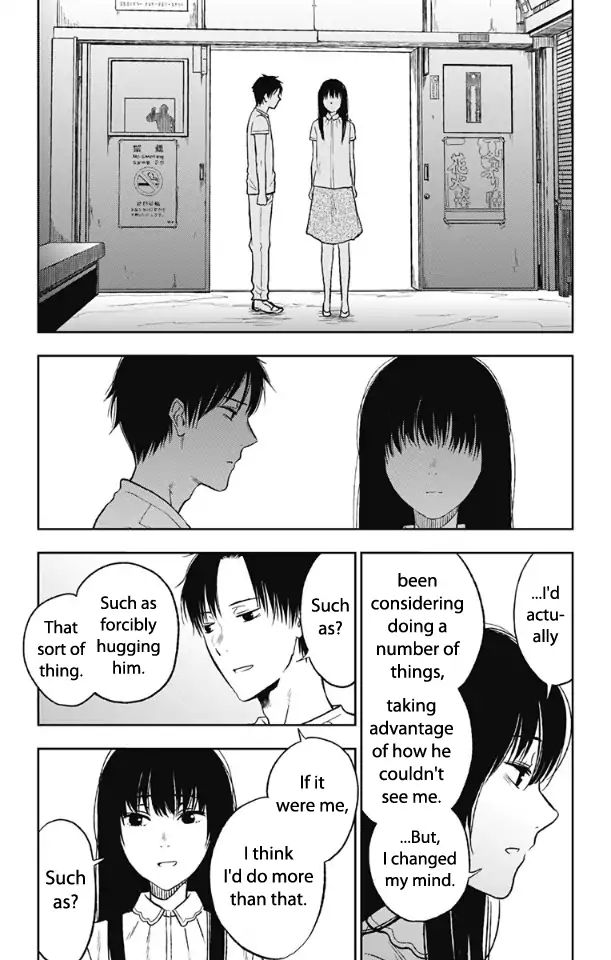 禁煙
No Smoking
...I'd
actu-
ally
been
considering
doing a
number of
things,
taking
advantage
of how he
couldn't
see me.
...But,
I changed
my mind.
Such
as?
Such as
forcibly
hugging
him.
That
sort of
thing.
If it
were me,
I think
I'd do more
than that.
Such
as?